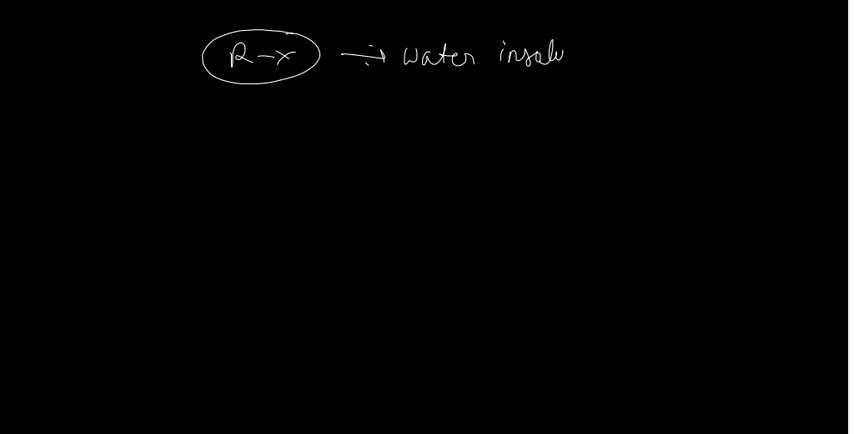 R-x → water insolu